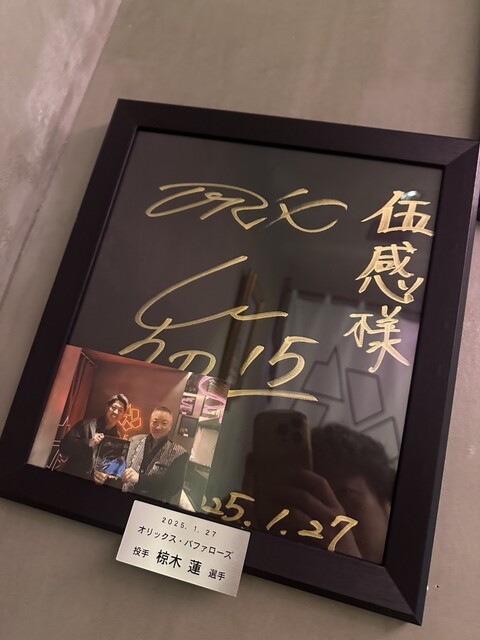 伍感様
ORIX
15
25.1.27
2025.1.27
オリックス・バファローズ
投手 椋木 蓮 選手